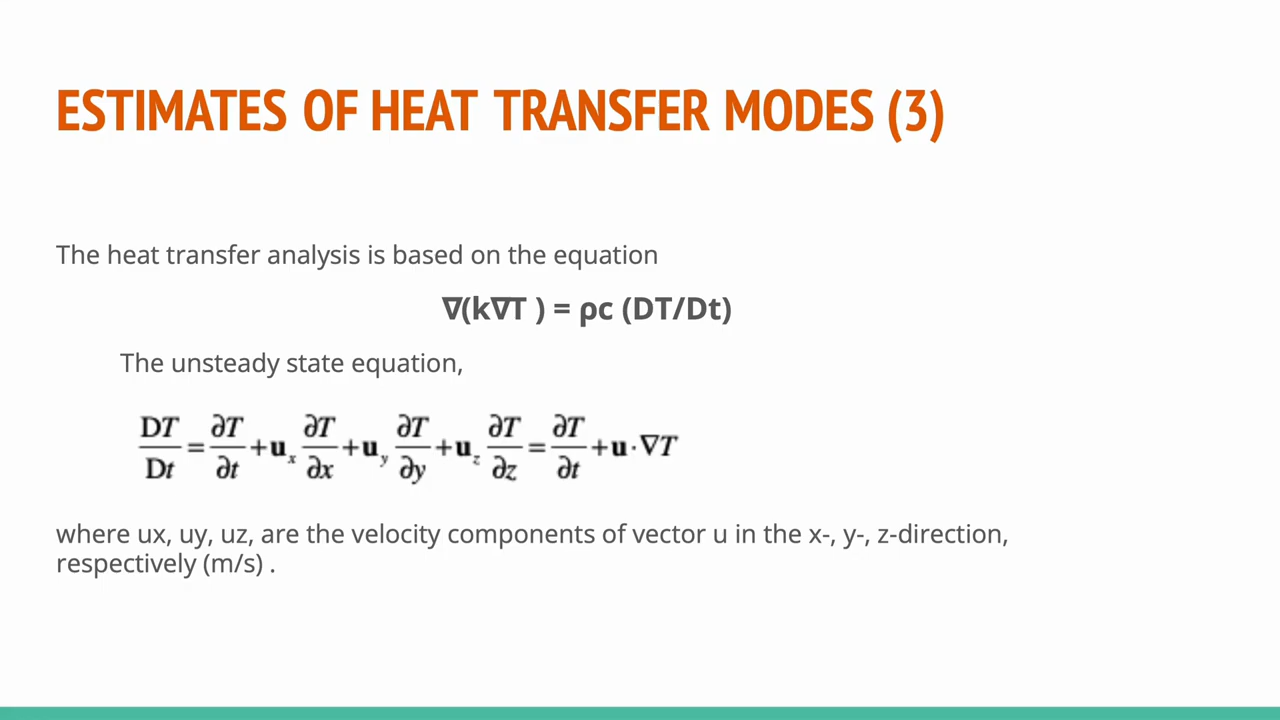 ESTIMATES OF HEAT TRANSFER MODES (3)
The heat transfer analysis is based on the equation
∇(k∇T ) = ρc (DT/Dt)
The unsteady state equation,
DT/Dt = ∂T/∂t + uₓ ∂T/∂x + u_y ∂T/∂y + u_z ∂T/∂z = ∂T/∂t + u·∇T
where ux, uy, uz, are the velocity components of vector u in the x-, y-, z-direction,
respectively (m/s) .